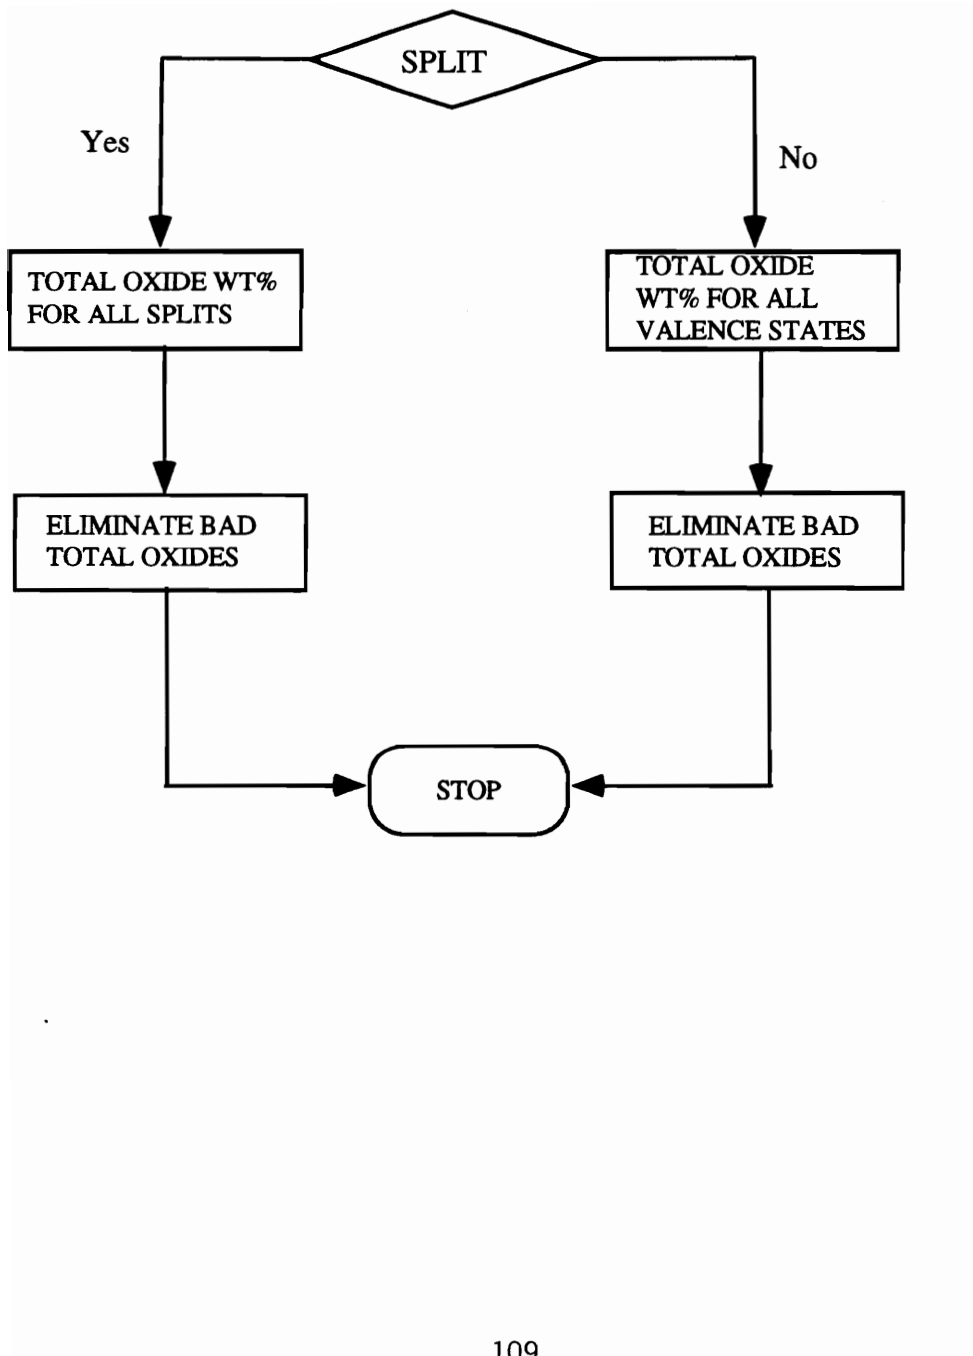 SPLIT
Yes
No
TOTAL OXIDE WT%
FOR ALL SPLITS
TOTAL OXIDE
WT% FOR ALL
VALENCE STATES
ELIMINATE BAD
TOTAL OXIDES
ELIMINATE BAD
TOTAL OXIDES
STOP
109